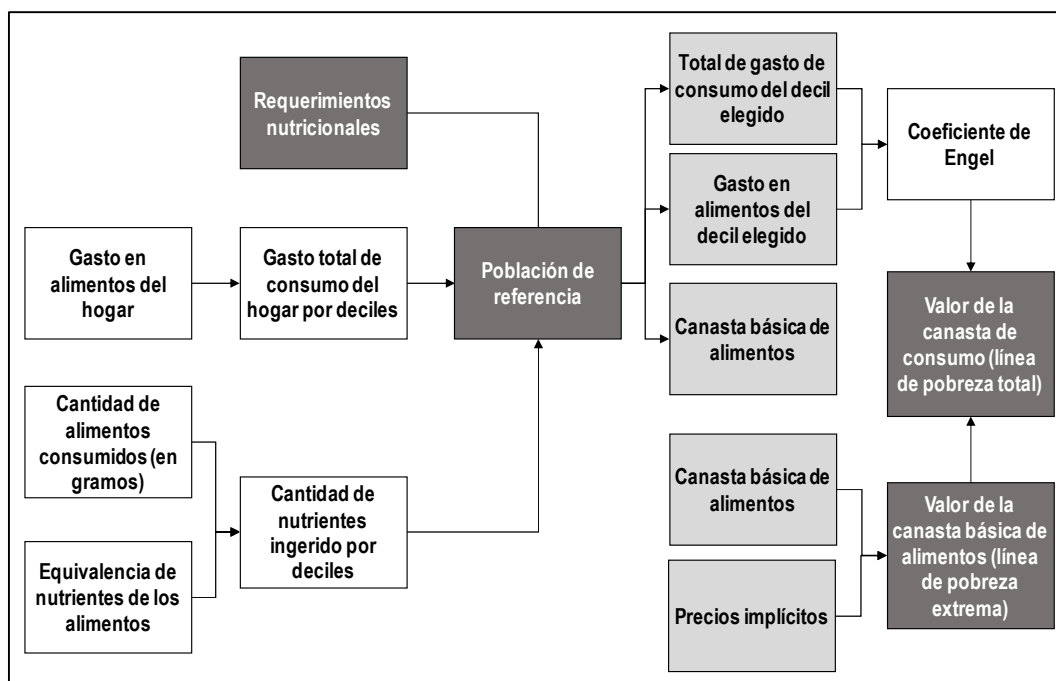 Requerimientos
nutricionales
Gasto en
alimentos del
hogar
Gasto total de
consumo del
hogar por deciles
Población de
referencia
Cantidad de
alimentos
consumidos (en
gramos)
Equivalencia de
nutrientes de los
alimentos
Cantidad de
nutrientes
ingerido por
deciles
Total de gasto de
consumo del decil
elegido
Gasto en
alimentos del
decil elegido
Canasta básica de
alimentos
Coeficiente de
Engel
Valor de la
canasta de
consumo (línea
de pobreza total)
Canasta básica de
alimentos
Precios implícitos
Valor de la
canasta básica de
alimentos (línea
de pobreza
extrema)